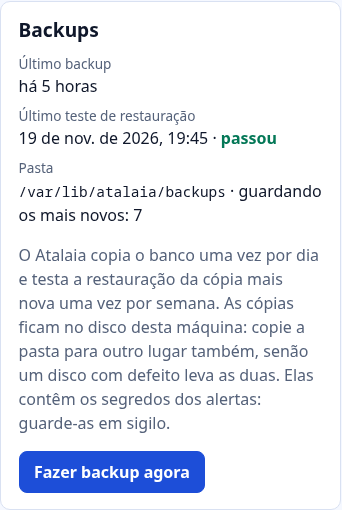 Backups
Último backup
há 5 horas
Último teste de restauração
19 de nov. de 2026, 19:45 · passou
Pasta
/var/lib/atalaia/backups · guardando
os mais novos: 7
O Atalaia copia o banco uma vez por dia
e testa a restauração da cópia mais
nova uma vez por semana. As cópias
ficam no disco desta máquina: copie a
pasta para outro lugar também, senão
um disco com defeito leva as duas. Elas
contêm os segredos dos alertas:
guarde-as em sigilo.
Fazer backup agora